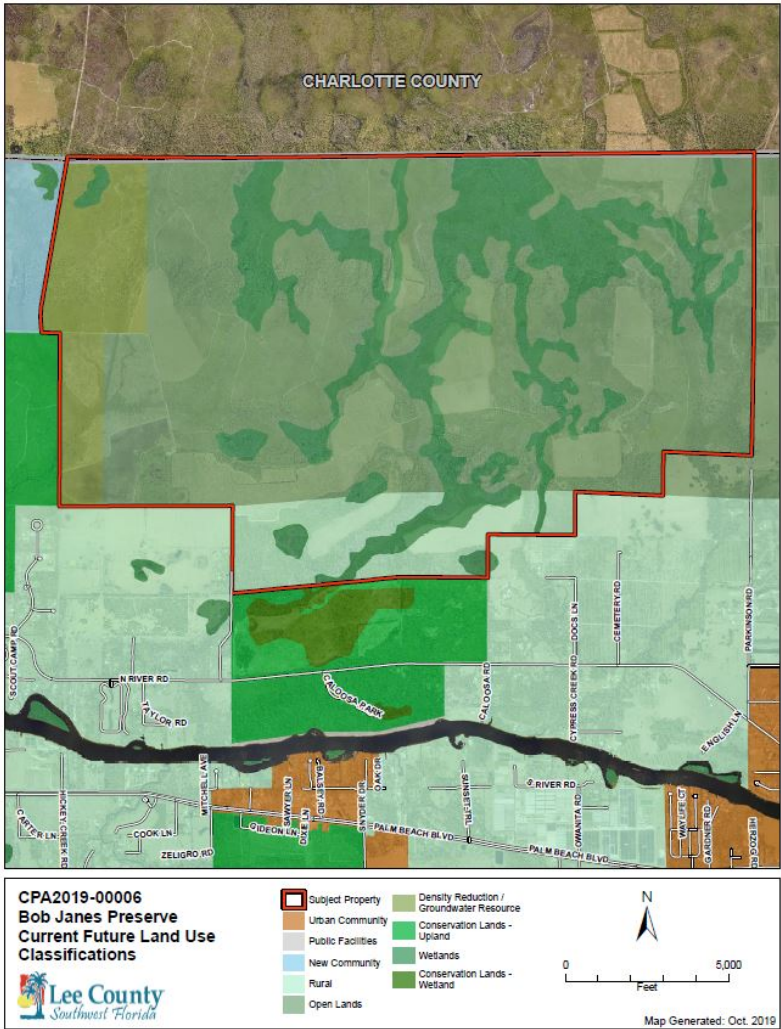 CHARLOTTE COUNTY
SCOUT CAMP RD
N RIVER RD
TAYLOR RD
CALOOSA PARK
CALOOSA RD
CYPRESS CREEK RD
DOCS LN
CEMETERY RD
PARKINSON RD
ENGLISH LN
MITCHELL AVE
HICKEY CREEK RD
CARTER LN
COOK LN
ZELIGRO RD
GIDEON LN
SAWYER LN
DIXIE LN
BALSEY RD
SNYDER DR
OAK DR
PALM BEACH BLVD
SUNSET TRL
S RIVER RD
OWANITA RD
PALM BEACH BLVD
WAY LIFE CT
GARDNER RD
HERZOG RD
CPA2019-00006
Bob Janes Preserve
Current Future Land Use
Classifications
Lee County
Southwest Florida
Subject Property
Urban Community
Public Facilities
New Community
Rural
Open Lands
Density Reduction /
Groundwater Resource
Conservation Lands -
Upland
Wetlands
Conservation Lands -
Wetland
N
0 5,000
Feet
Map Generated: Oct. 2019